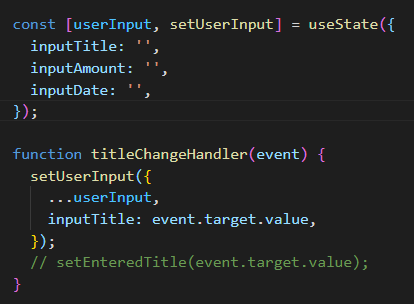 const [userInput, setUserInput] = useState({
  inputTitle: '',
  inputAmount: '',
  inputDate: '',
});
function titleChangeHandler(event) {
  setUserInput({
    ...userInput,
    inputTitle: event.target.value,
  });
  // setEnteredTitle(event.target.value);
}